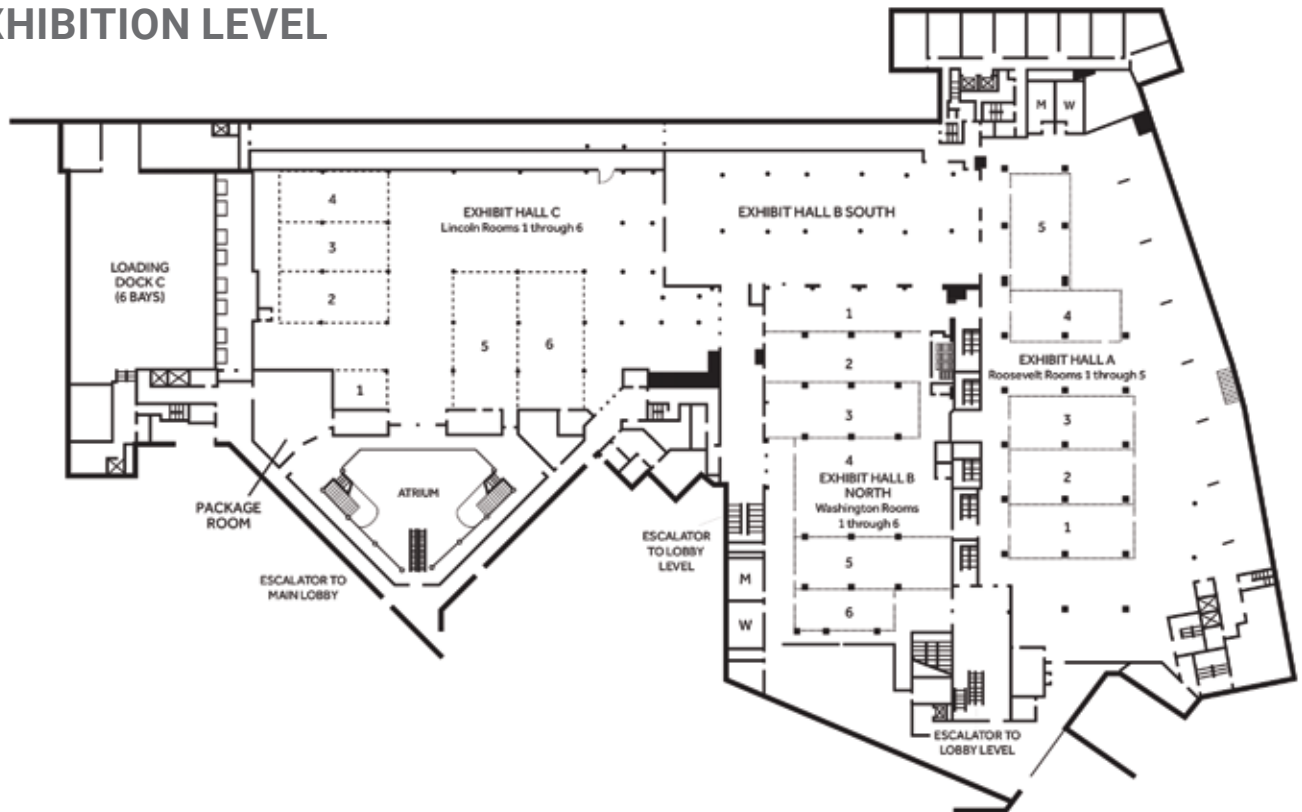 XHIBITION LEVEL
M
W
4
EXHIBIT HALL C
Lincoln Rooms 1 through 6
EXHIBIT HALL B SOUTH
5
3
LOADING
DOCK C
(6 BAYS)
2
1
4
5
6
2
EXHIBIT HALL A
Roosevelt Rooms 1 through 5
1
3
3
4
EXHIBIT HALL B
NORTH
Washington Rooms
1 through 6
2
ATRIUM
PACKAGE
ROOM
1
ESCALATOR
TO LOBBY
LEVEL
5
ESCALATOR TO
MAIN LOBBY
M
6
W
ESCALATOR TO
LOBBY LEVEL